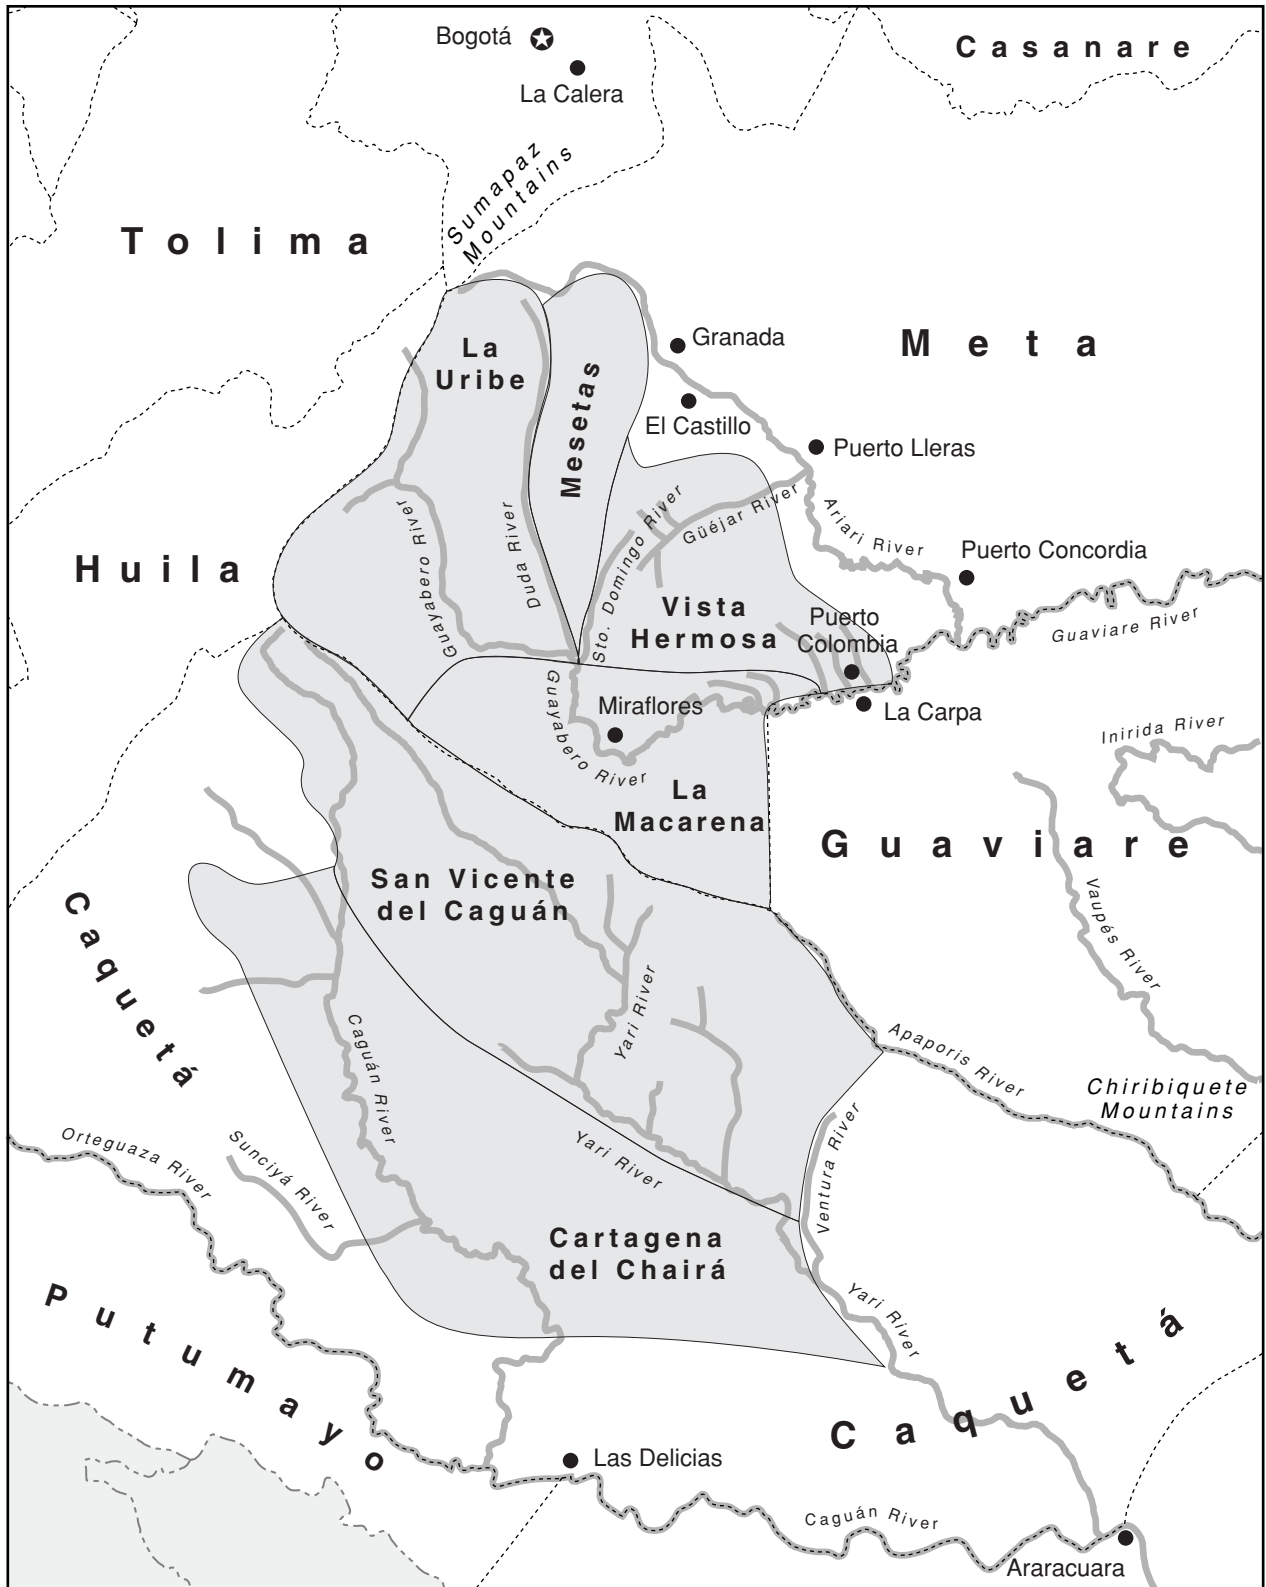 Bogotá
Casanare
La Calera
Sumapaz
Mountains
Tolima
Granada
Meta
La
Uribe
Mesetas
El Castillo
Puerto Lleras
Guayabero River
Duda River
Sto. Domingo River
Güéjar River
Ariari River
Puerto Concordia
Huila
Vista
Hermosa
Puerto
Colombia
Guaviare River
Guayabero River
Miraflores
La Carpa
Inirida River
La
Macarena
Guaviare
San Vicente
del Caguán
Caquetá
Vaupés River
Yari River
Caguán River
Apaporis River
Chiribiquete
Mountains
Orteguaza River
Sunciyá River
Yari River
Ventura River
Cartagena
del Chairá
Yari River
Putumayo
Caquetá
Las Delicias
Caguán River
Araracuara